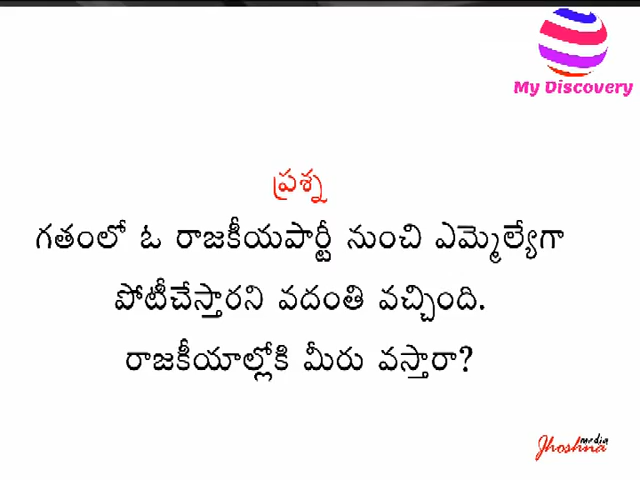 My Discovery
ప్రశ్న
గతంలో ఓ రాజకీయపార్టీ నుంచి ఎమ్మెల్యేగా
పోటీచేస్తారని వదంతి వచ్చింది.
రాజకీయాల్లోకి మీరు వస్తారా?
media
Jhoshna